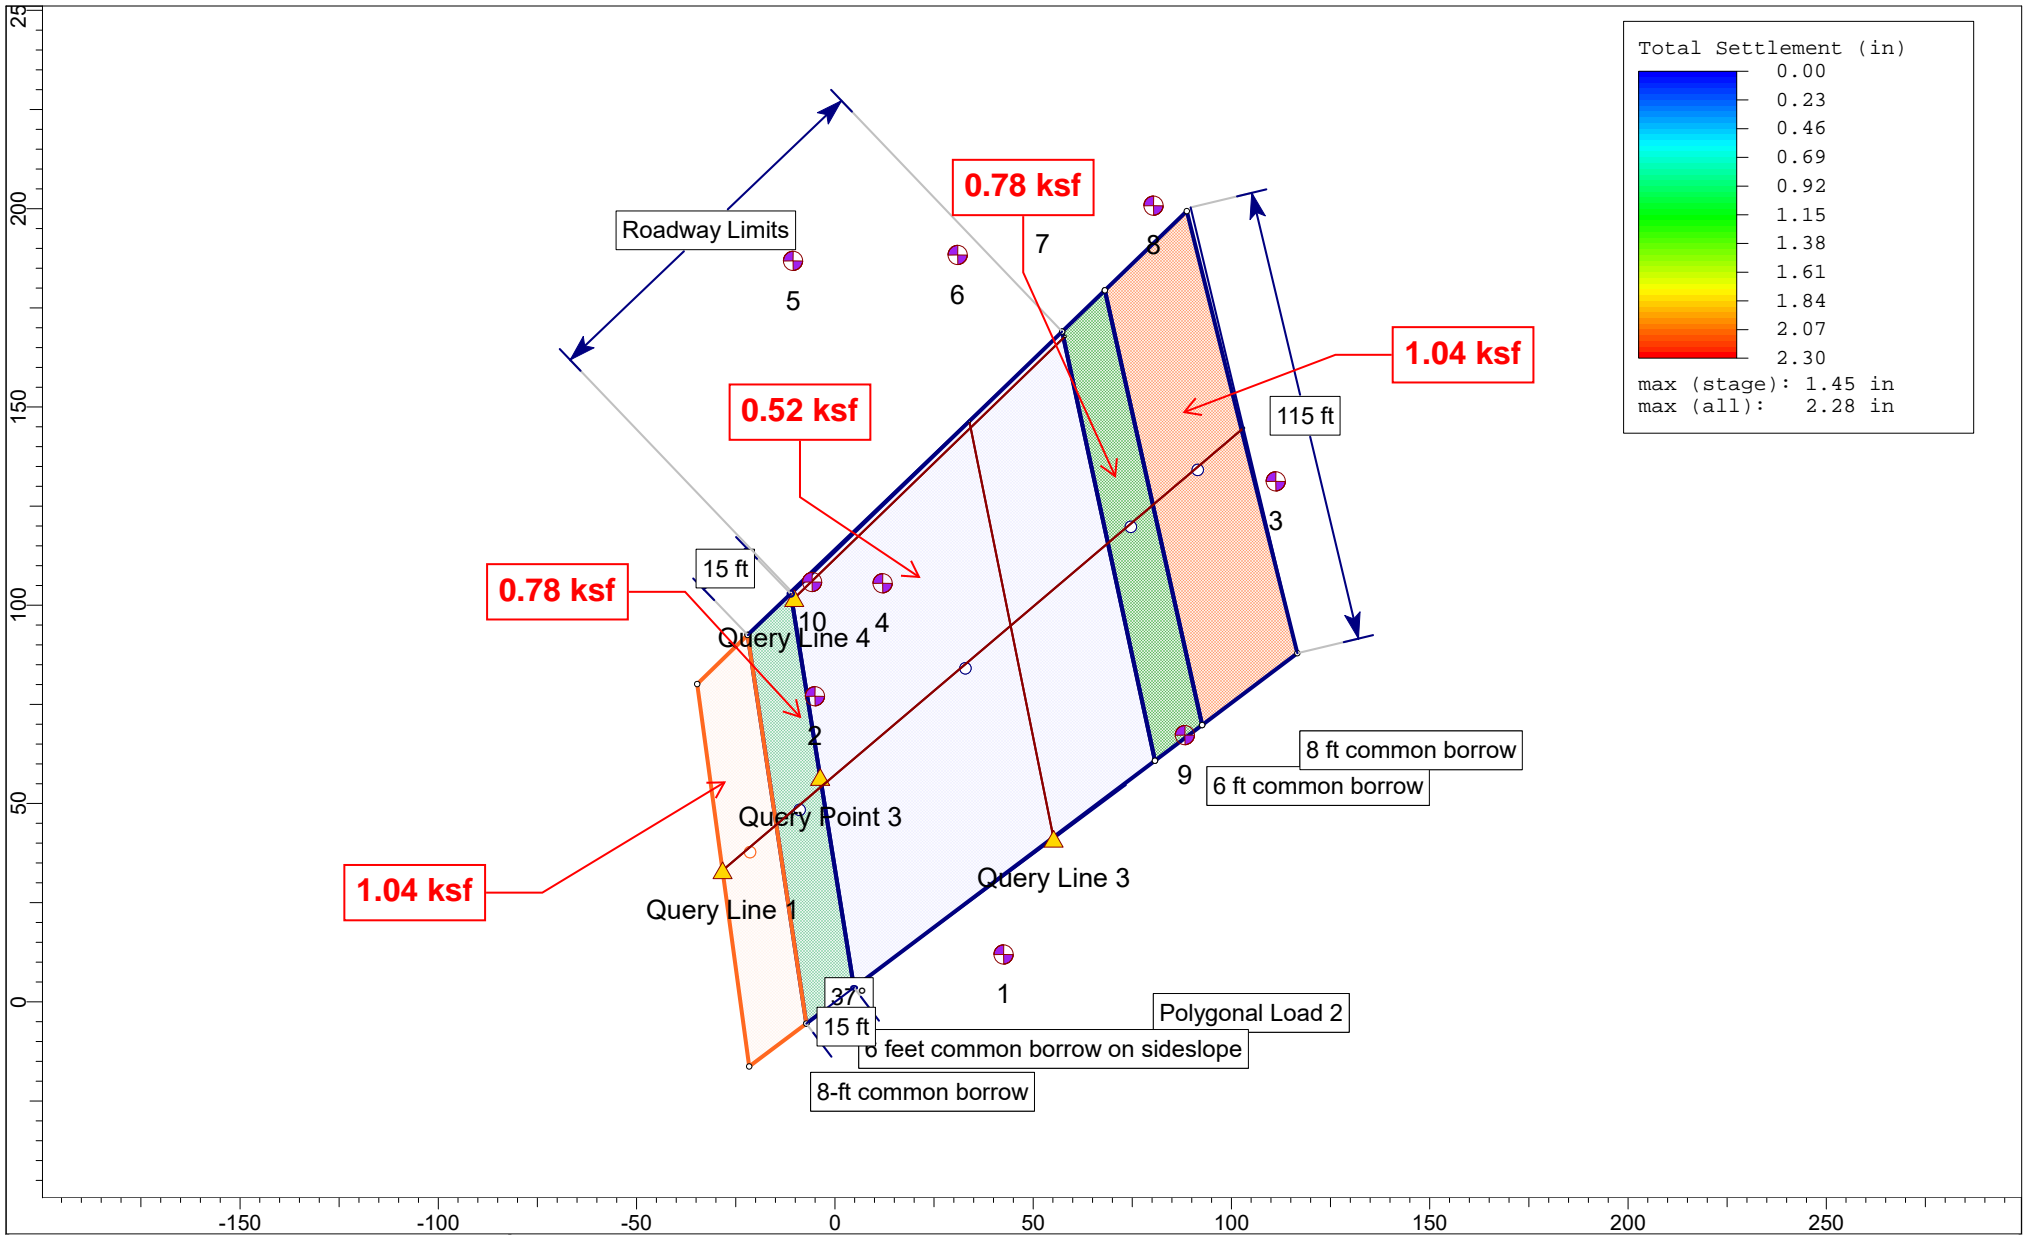 Total Settlement (in)
0.00
0.23
0.46
0.69
0.92
1.15
1.38
1.61
1.84
2.07
2.30
max (stage): 1.45 in
max (all): 2.28 in
0.78 ksf
Roadway Limits
7
8
5
6
1.04 ksf
0.52 ksf
115 ft
3
15 ft
0.78 ksf
10
4
Query Line 4
2
8 ft common borrow
9
6 ft common borrow
Query Point 3
1.04 ksf
Query Line 3
Query Line 1
1
37°
Polygonal Load 2
15 ft
6 feet common borrow on sideslope
8-ft common borrow
200
150
100
50
0
-150
-100
-50
0
50
100
150
200
250